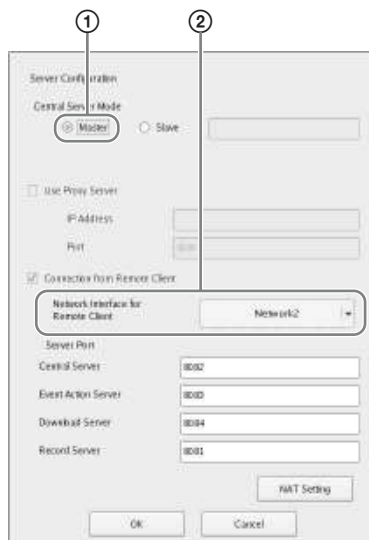 ① ②
Server Configuration
Central Server Mode
Master Slave
Use Proxy Server
IP Address
Port
Connection from Remote Client
Network Interface for
Remote Client
Network2
Server Port
Central Server 8082
Event Action Server 8083
Download Server 8084
Record Server 8081
NAT Setting
OK Cancel